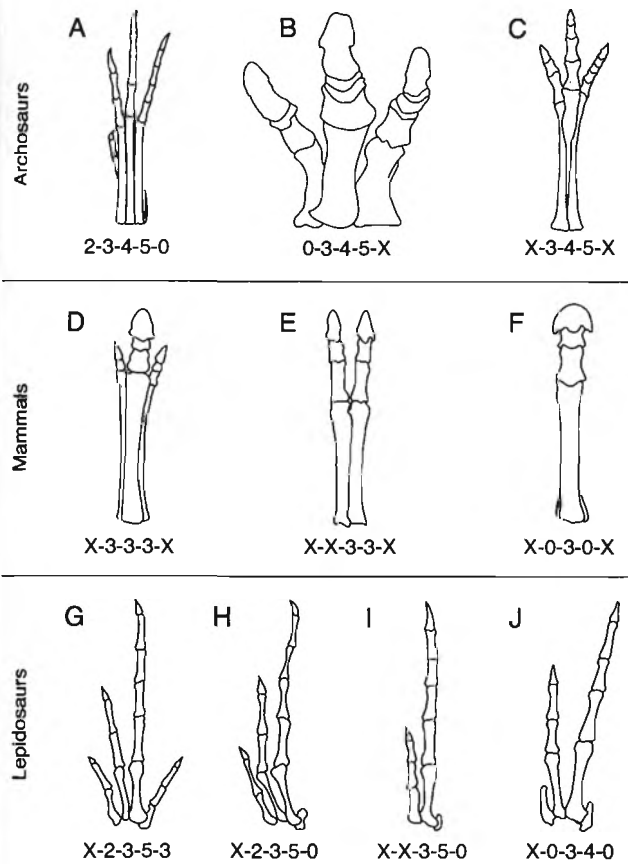 Archosaurs
A B C
2-3-4-5-0 0-3-4-5-X X-3-4-5-X
Mammals
D E F
X-3-3-3-X X-X-3-3-X X-0-3-0-X
Lepidosaurs
G H I J
X-2-3-5-3 X-2-3-5-0 X-X-3-5-0 X-0-3-4-0